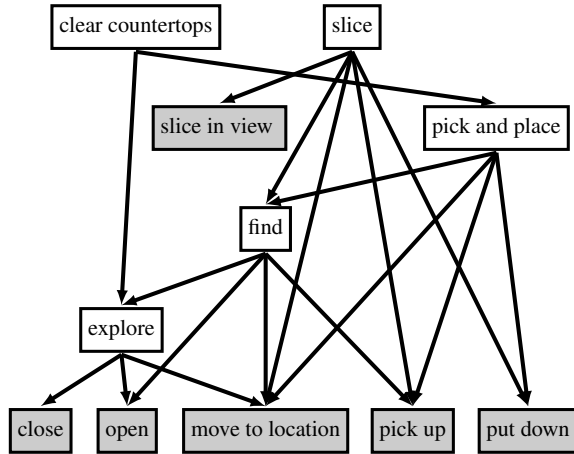 clear countertops
slice
slice in view
pick and place
find
explore
close
open
move to location
pick up
put down